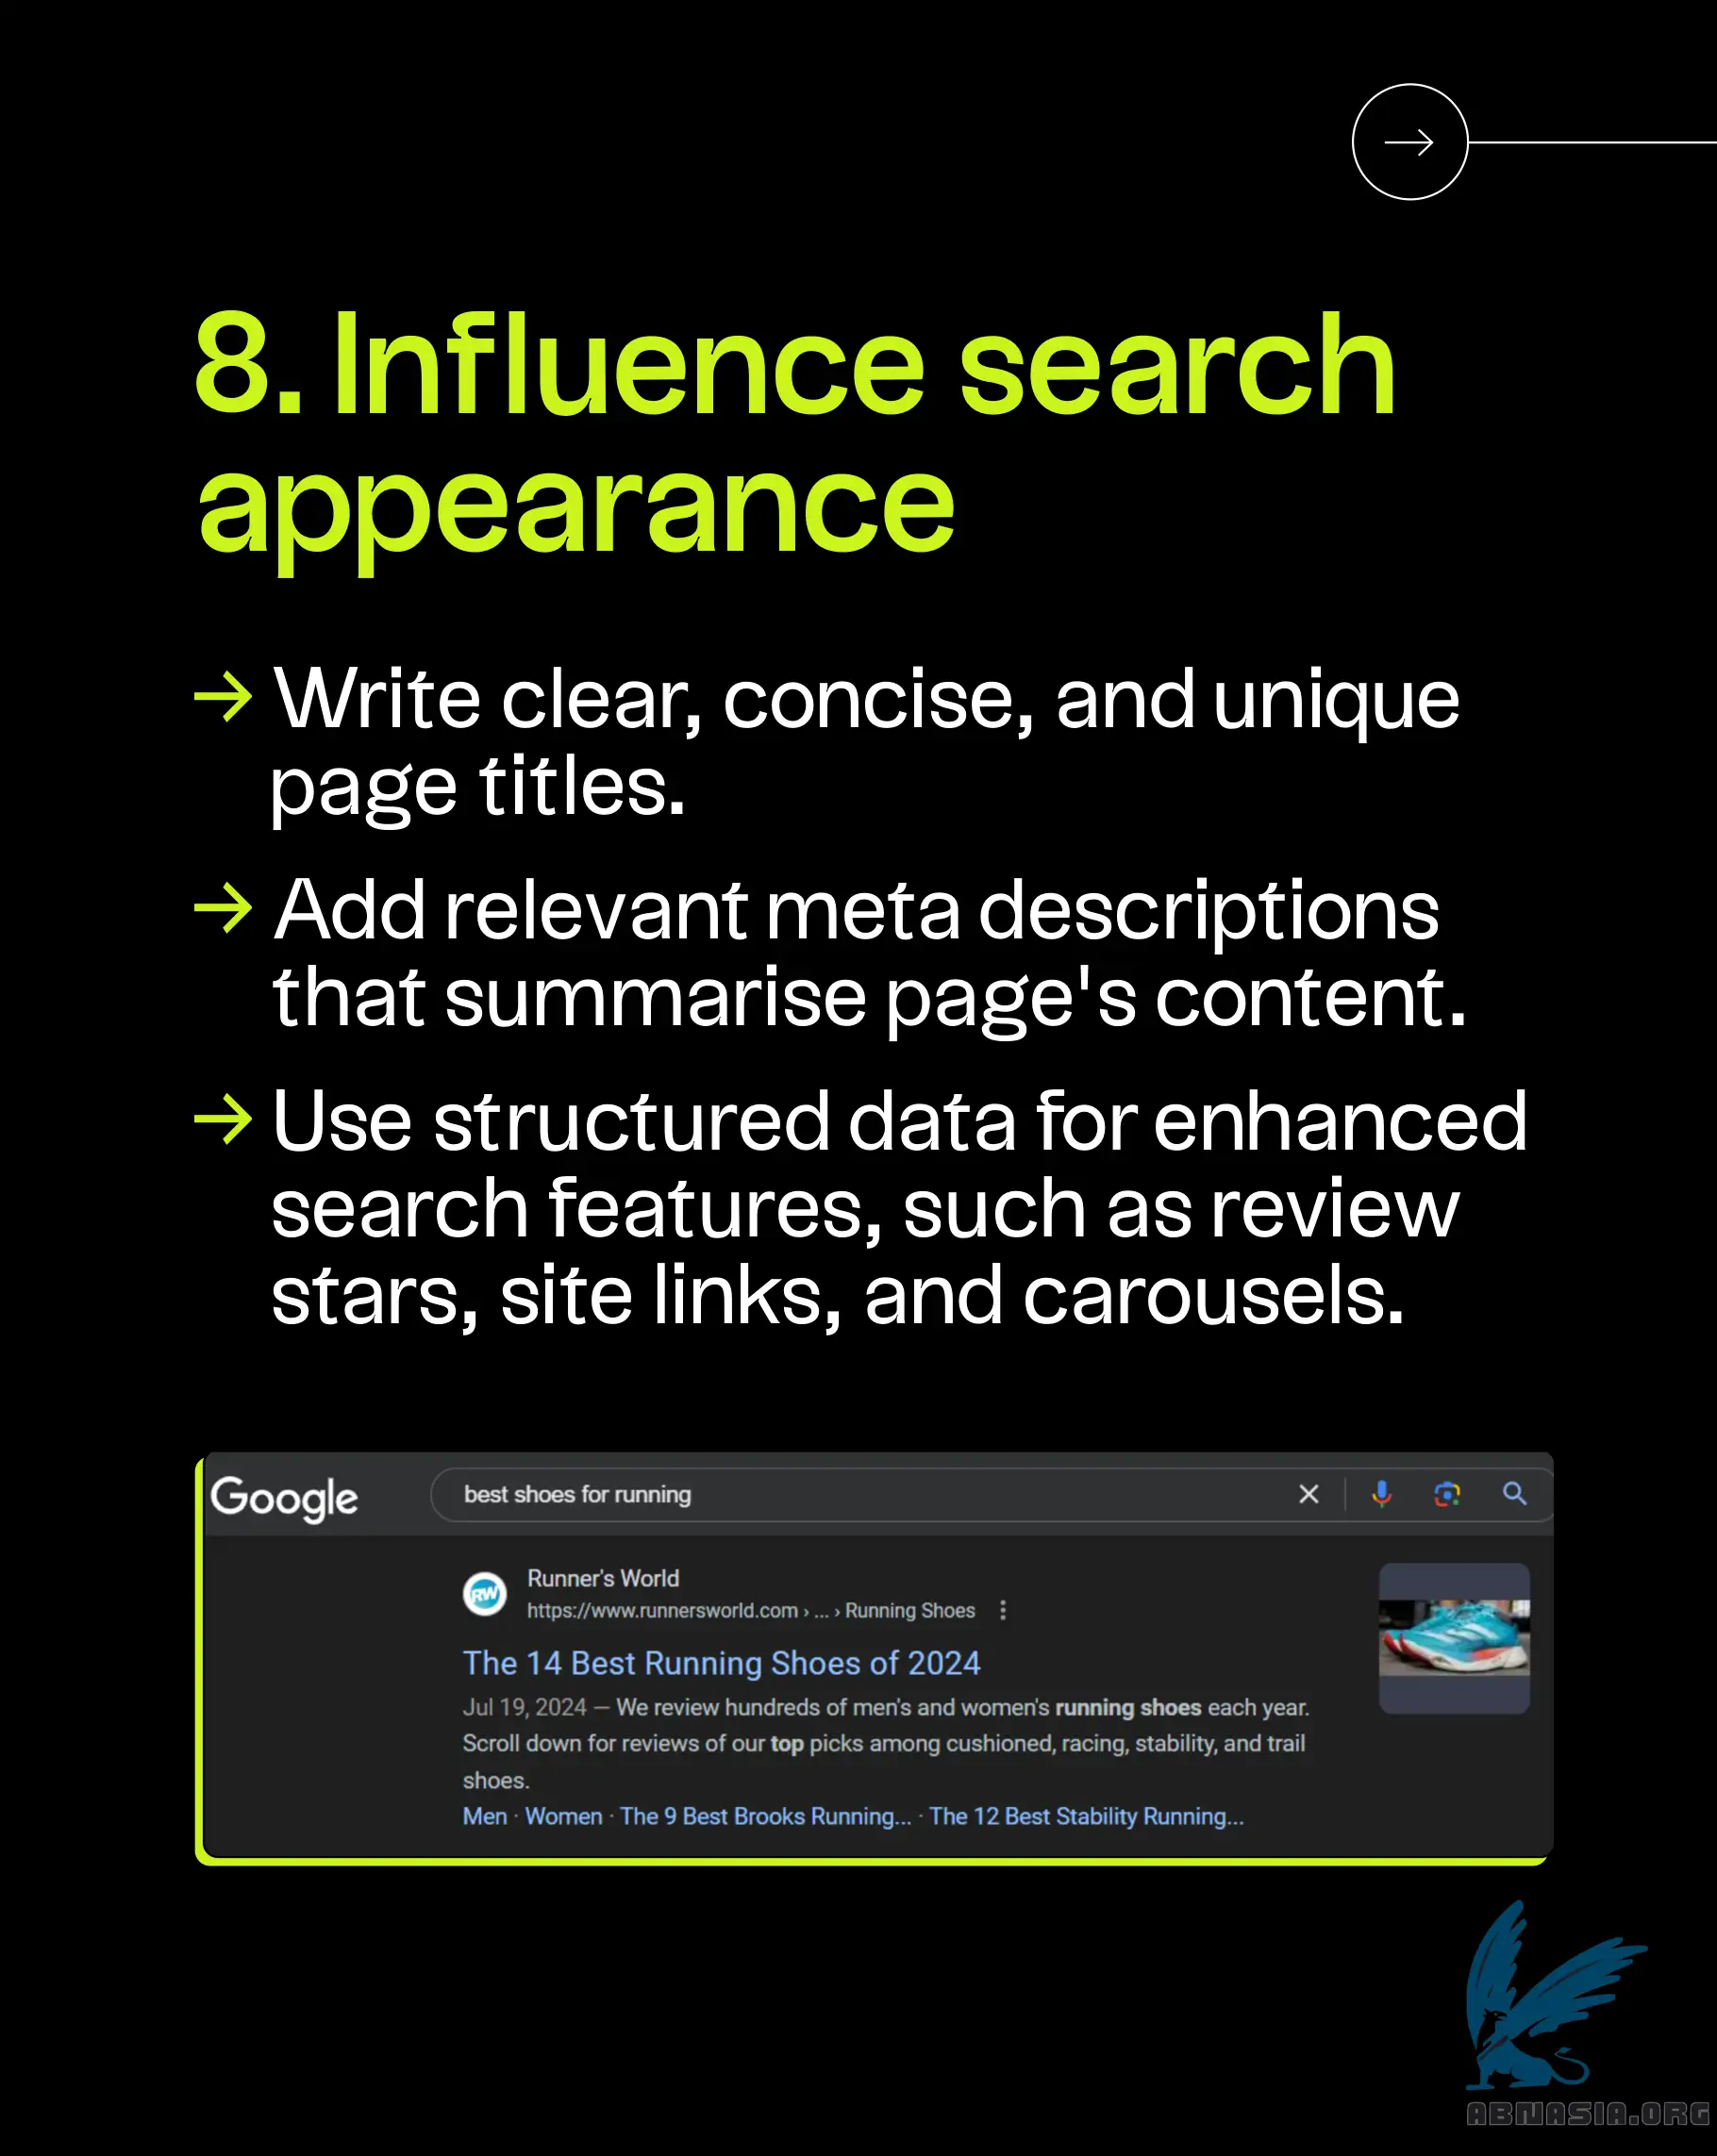 8. Influence search
appearance
→ Write clear, concise, and unique
page titles.
→ Add relevant meta descriptions
that summarise page's content.
→ Use structured data for enhanced
search features, such as review
stars, site links, and carousels.
Google
best shoes for running
RW
Runner's World
https://www.runnersworld.com › ... › Running Shoes
The 14 Best Running Shoes of 2024
Jul 19, 2024 — We review hundreds of men's and women's running shoes each year.
Scroll down for reviews of our top picks among cushioned, racing, stability, and trail
shoes.
Men · Women · The 9 Best Brooks Running... · The 12 Best Stability Running...
ABNASIA.ORG